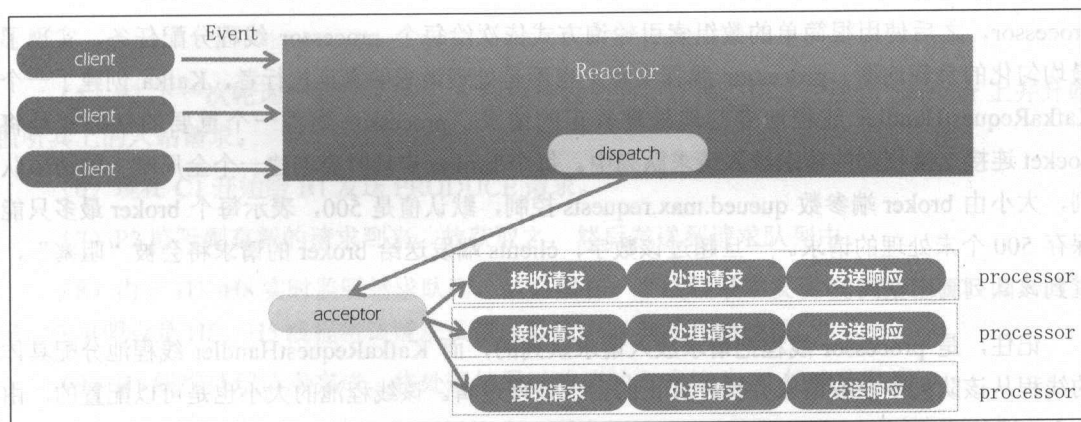 Event
client
client
client
Reactor
dispatch
acceptor
接收请求 处理请求 发送响应 processor
接收请求 处理请求 发送响应 processor
接收请求 处理请求 发送响应 processor